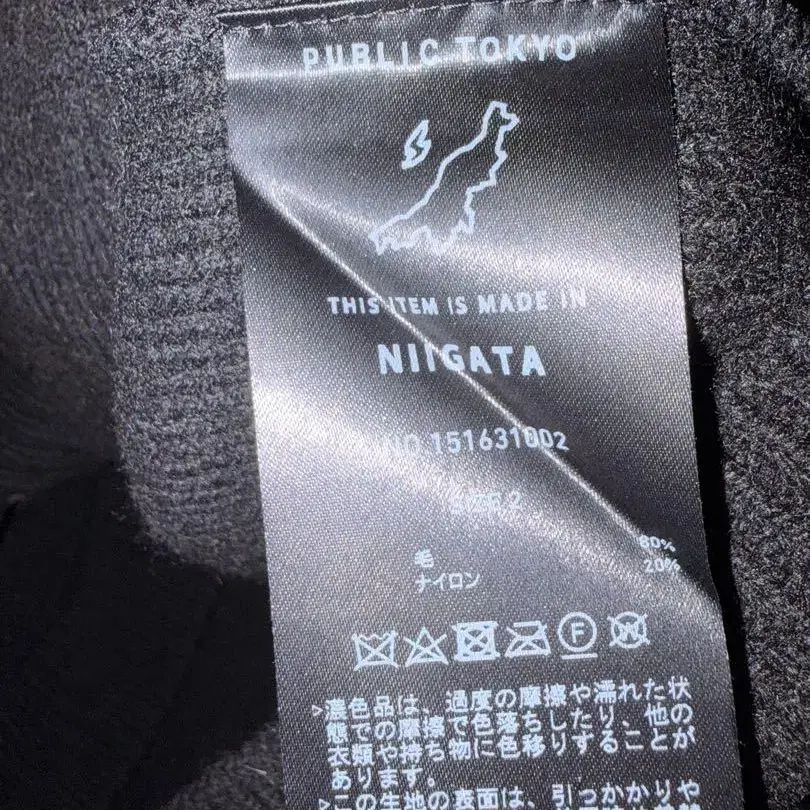 PUBLIC TOKYO
THIS ITEM IS MADE IN
NIIGATA
NO 151631002
SIZE 2
毛 80%
ナイロン 20%
F W
>濃色品は、過度の摩擦や濡れた状
態での摩擦で色落ちしたり、他の
衣類や持ち物に色移りすることが
あります。
>この生地の表面は、引っかかりや